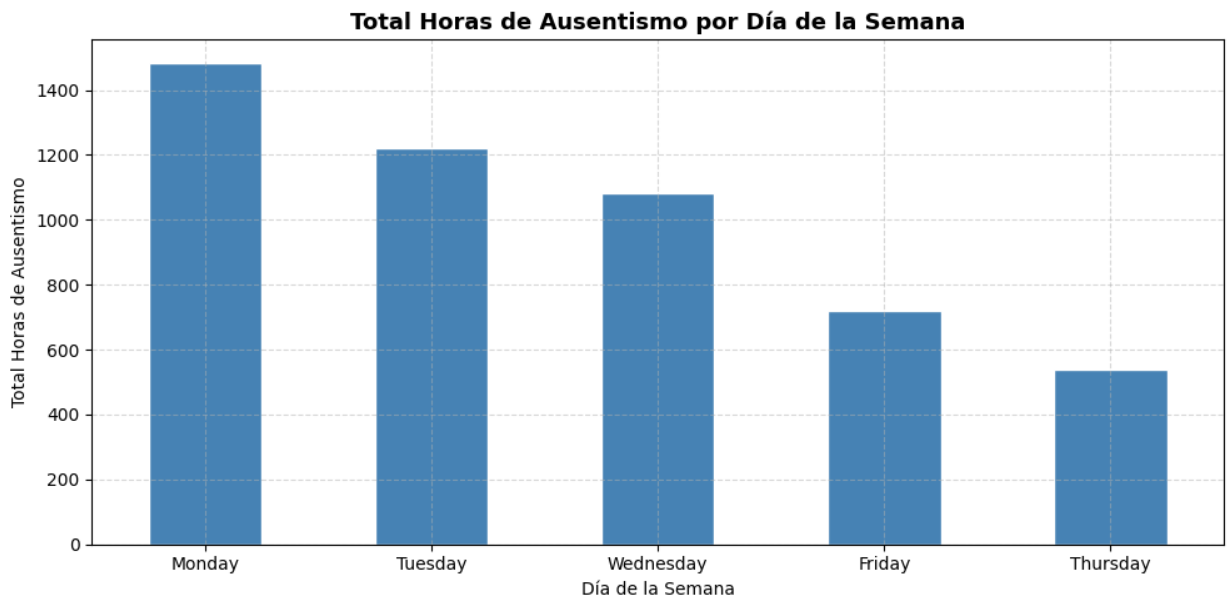 Total Horas de Ausentismo por Día de la Semana
Total Horas de Ausentismo
1400
1200
1000
800
600
400
200
0
Monday Tuesday Wednesday Friday Thursday
Día de la Semana